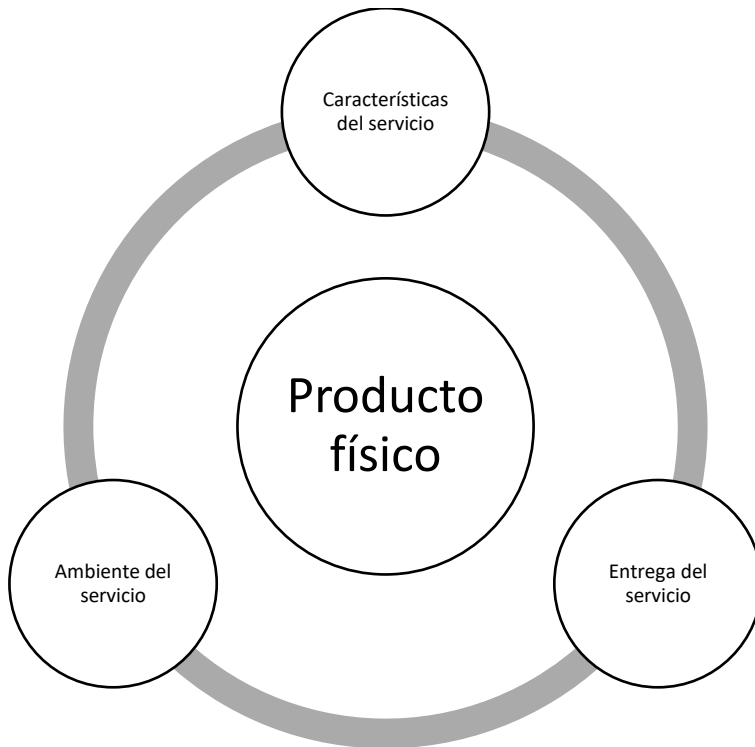 Características
del servicio
Producto
físico
Ambiente del
servicio
Entrega del
servicio